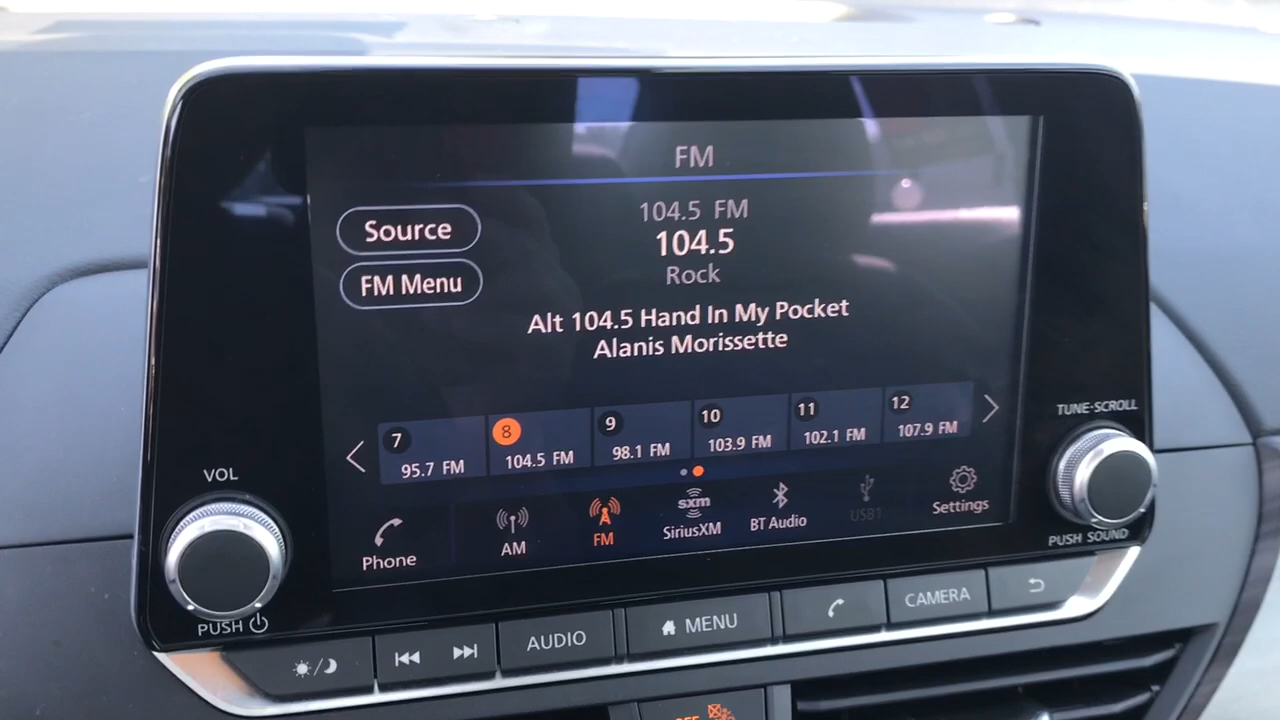 FM
Source
FM Menu
104.5 FM
104.5
Rock
Alt 104.5 Hand In My Pocket
Alanis Morissette
7
95.7 FM
8
104.5 FM
9
98.1 FM
10
103.9 FM
11
102.1 FM
12
107.9 FM
Phone
AM
FM
sxm
SiriusXM
BT Audio
USB1
Settings
VOL
PUSH
TUNE·SCROLL
PUSH SOUND
AUDIO
MENU
CAMERA
OFF